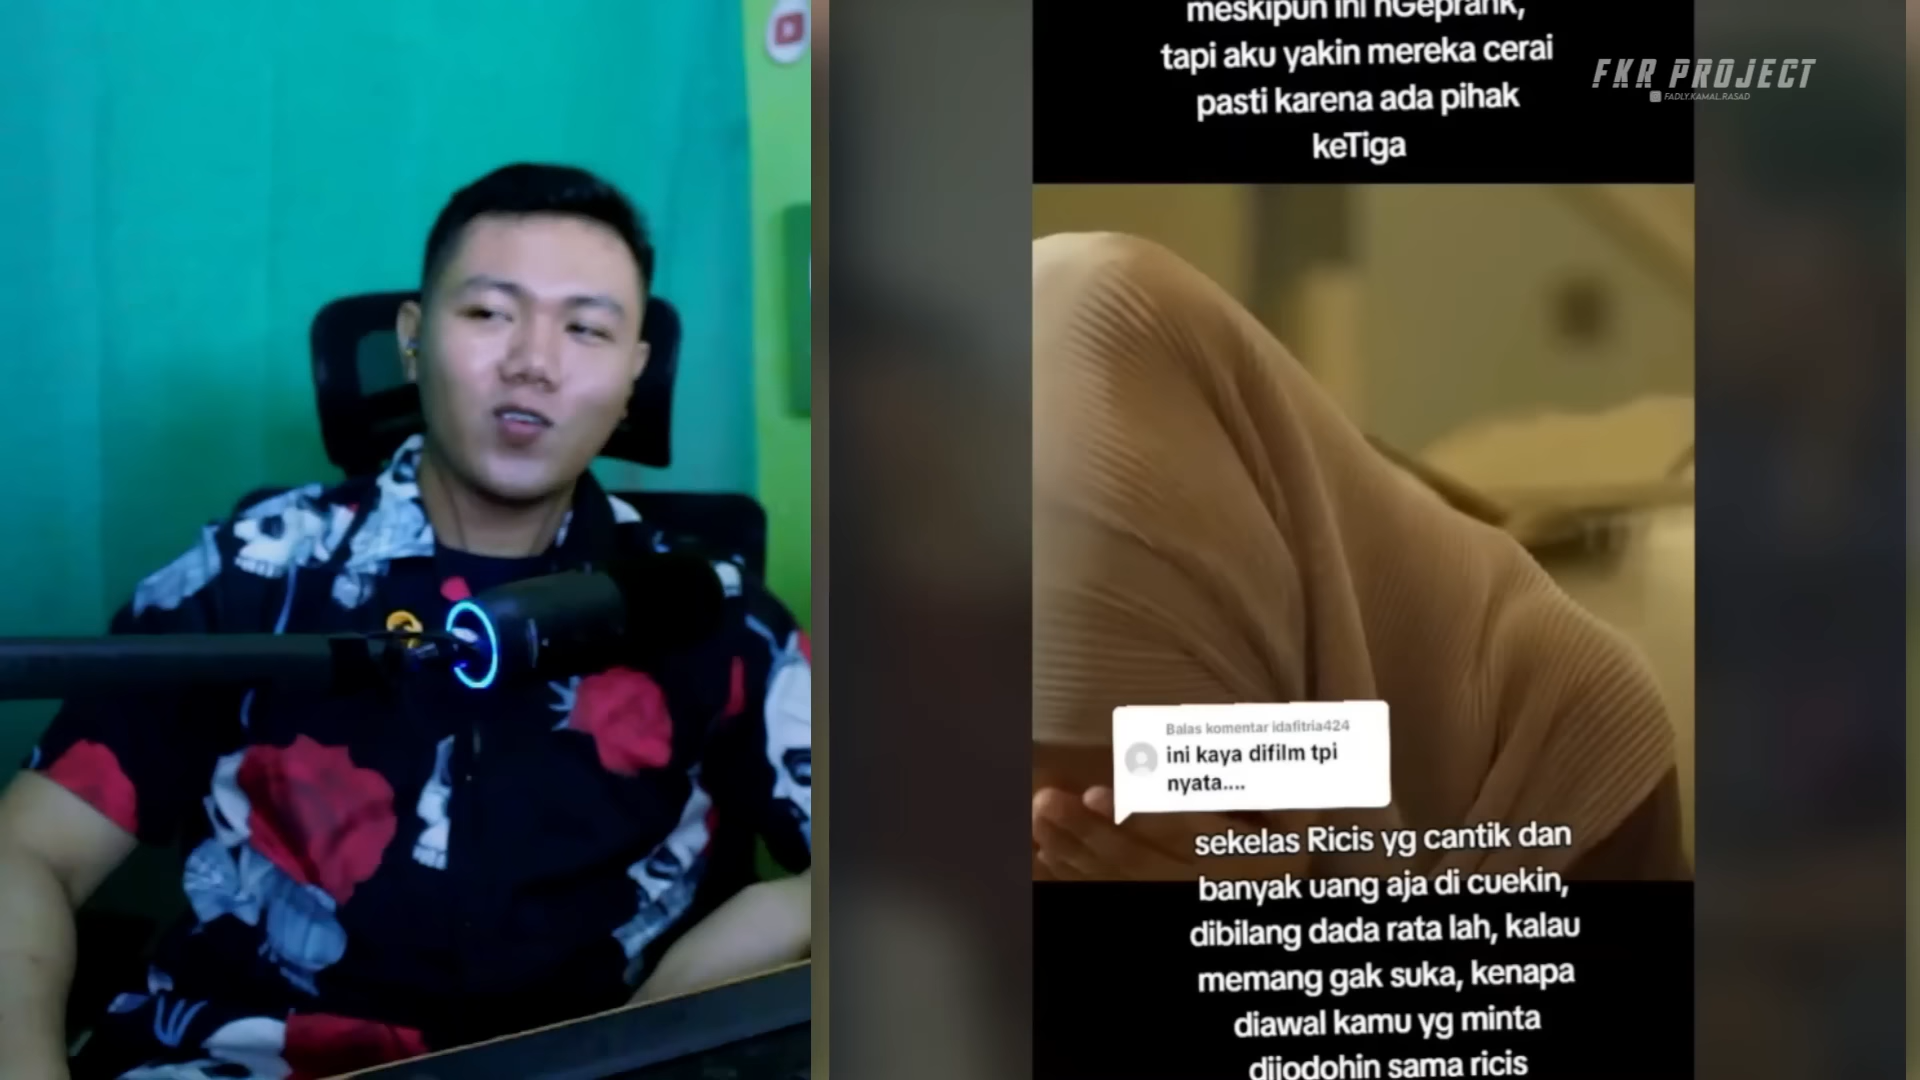 meskipun ini nGeprank,
tapi aku yakin mereka cerai
pasti karena ada pihak
keTiga
FKR PROJECT
FADLY.KAMAL.RASAD
Balas komentar idafitria424
ini kaya difilm tpi
nyata....
sekelas Ricis yg cantik dan
banyak uang aja di cuekin,
dibilang dada rata lah, kalau
memang gak suka, kenapa
diawal kamu yg minta
dijodohin sama ricis